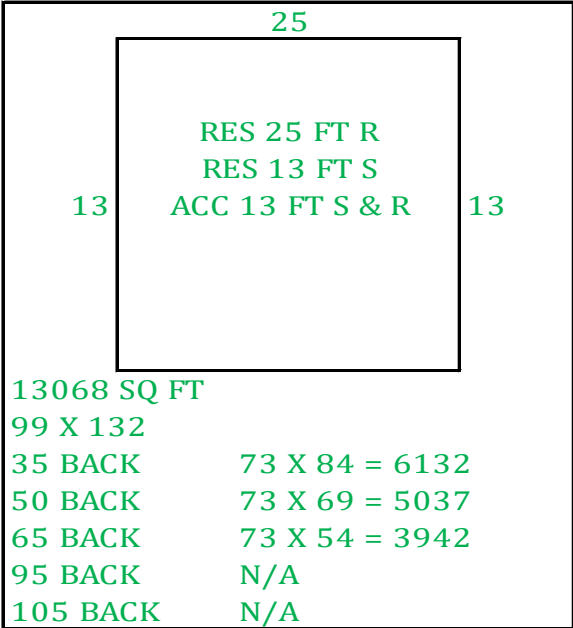 25
RES 25 FT R
RES 13 FT S
13 ACC 13 FT S & R 13
13068 SQ FT
99 X 132
35 BACK 73 X 84 = 6132
50 BACK 73 X 69 = 5037
65 BACK 73 X 54 = 3942
95 BACK N/A
105 BACK N/A